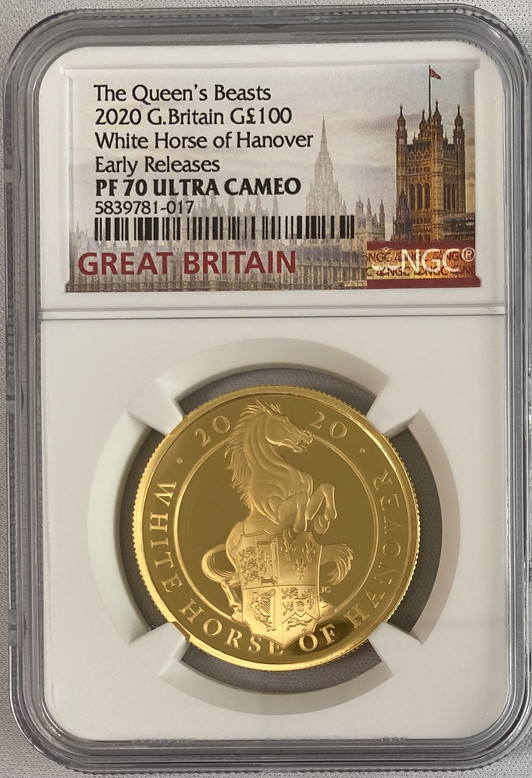 The Queen's Beasts
2020 G.Britain G£100
White Horse of Hanover
Early Releases
PF 70 ULTRA CAMEO
5839781-017
GREAT BRITAIN
NGC®
· 20 20 ·
WHITE HORSE OF HANOVER
JC